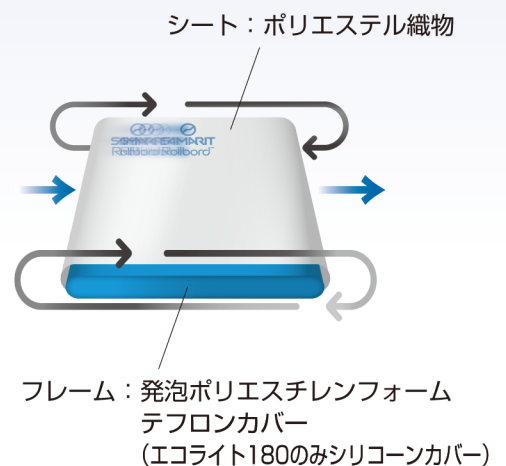 シート：ポリエステル織物
Rollbord
フレーム：発泡ポリエスチレンフォーム
テフロンカバー
（エコライト180のみシリコーンカバー）